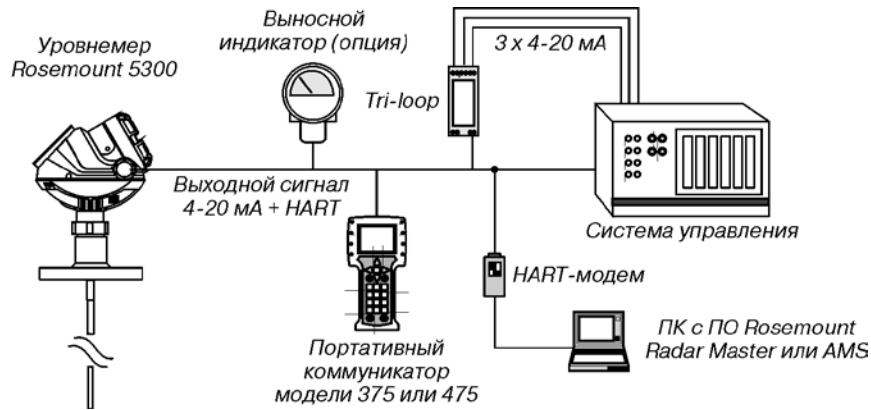 Уровнемер
Rosemount 5300
Выносной
индикатор (опция)
Tri-loop
3 x 4-20 мА
Выходной сигнал
4-20 мА + HART
Система управления
HART-модем
Портативный
коммуникатор
модели 375 или 475
ПК с ПО Rosemount
Radar Master или AMS